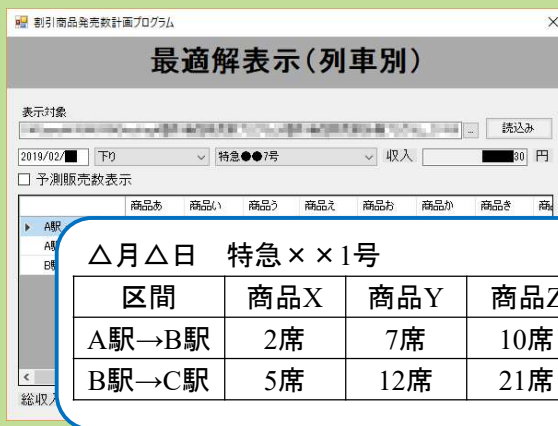 割引商品発売数計画プログラム
最適解表示(列車別)
表示対象
... 読込み
2019/02/ 下り 特急●●7号 収入 80 円
予測販売数表示
商品あ 商品い 商品う 商品え 商品お 商品か 商品き
A駅
A駅
B駅
総収入
△月△日 特急××1号
区間 商品X 商品Y 商品Z
A駅→B駅 2席 7席 10席
B駅→C駅 5席 12席 21席